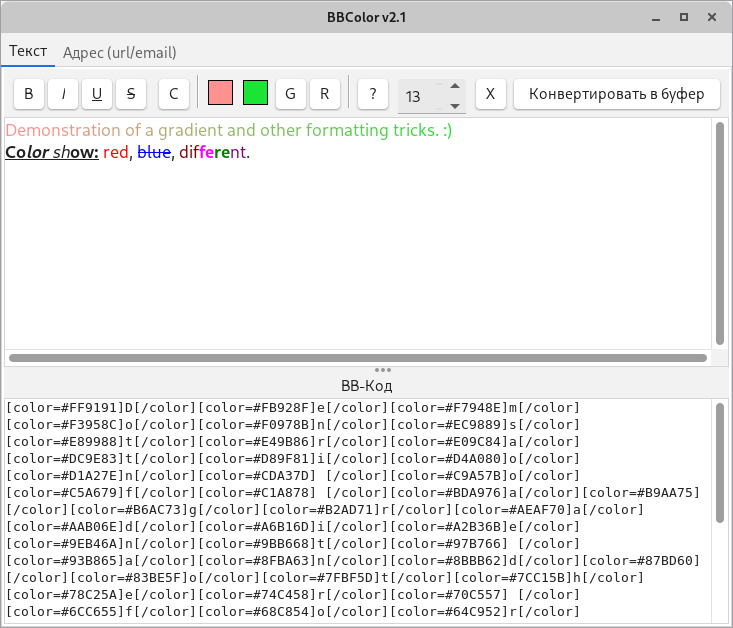 BBColor v2.1
Текст Адрес (url/email)
B I U S C G R ? 13 X Конвертировать в буфер
Demonstration of a gradient and other formatting tricks. :)
Color show: red, blue, different.
BB-Код
[color=#FF9191]D[/color][color=#FB928F]e[/color][color=#F7948E]m[/color]
[color=#F3958C]o[/color][color=#F0978B]n[/color][color=#EC9889]s[/color]
[color=#E89988]t[/color][color=#E49B86]r[/color][color=#E09C84]a[/color]
[color=#DC9E83]t[/color][color=#D89F81]i[/color][color=#D4A080]o[/color]
[color=#D1A27E]n[/color][color=#CDA37D] [/color][color=#C9A57B]o[/color]
[color=#C5A679]f[/color][color=#C1A878] [/color][color=#BDA976]a[/color][color=#B9AA75]
[/color][color=#B6AC73]g[/color][color=#B2AD71]r[/color][color=#AEAF70]a[/color]
[color=#AAB06E]d[/color][color=#A6B16D]i[/color][color=#A2B36B]e[/color]
[color=#9EB46A]n[/color][color=#9BB668]t[/color][color=#97B766] [/color]
[color=#93B865]a[/color][color=#8FBA63]n[/color][color=#8BBB62]d[/color][color=#87BD60]
[/color][color=#83BE5F]o[/color][color=#7FBF5D]t[/color][color=#7CC15B]h[/color]
[color=#78C25A]e[/color][color=#74C458]r[/color][color=#70C557] [/color]
[color=#6CC655]f[/color][color=#68C854]o[/color][color=#64C952]r[/color]